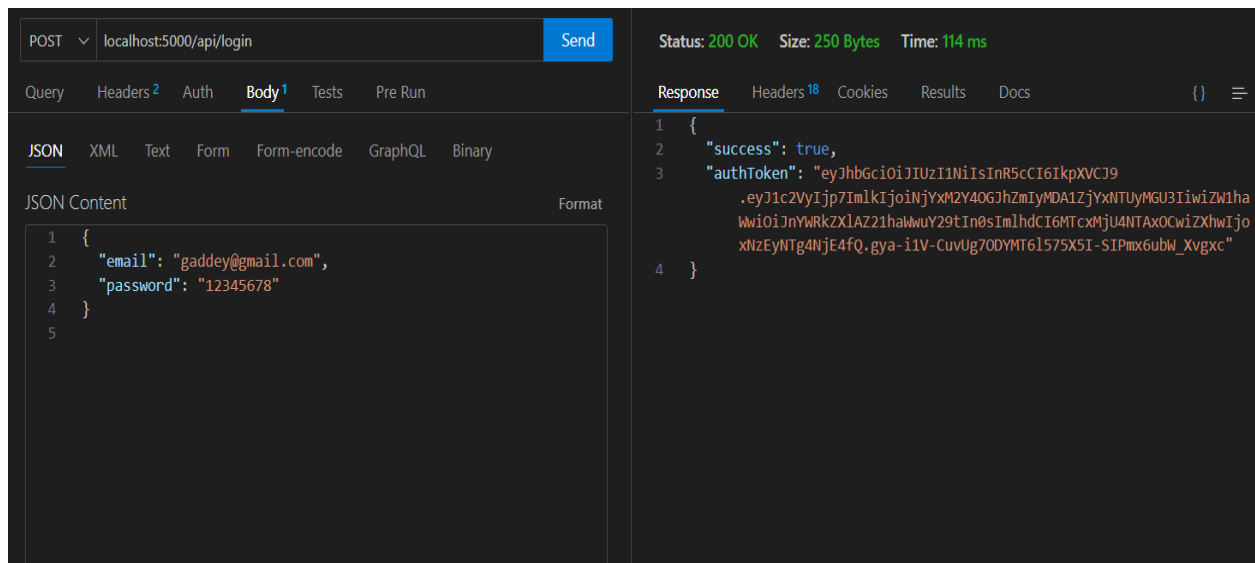 POST localhost:5000/api/login Send
Query Headers 2 Auth Body 1 Tests Pre Run
JSON XML Text Form Form-encode GraphQL Binary
JSON Content Format
1 {
2 "email": "gaddey@gmail.com",
3 "password": "12345678"
4 }
5
Status: 200 OK Size: 250 Bytes Time: 114 ms
Response Headers 18 Cookies Results Docs {}
1 {
2 "success": true,
3 "authToken": "eyJhbGciOiJIUzI1NiIsInR5cCI6IkpXVCJ9
.eyJ1c2VyIjp7ImlkIjoiNjYxM2Y4OGJhZmIyMDA1ZjYxNTUyMGU3IiwiZW1ha
WwiOiJnYWRkZXlAZ21haWwuY29tIn0sImlhdCI6MTcxMjU4NTAxOCwiZXhwIjo
xNzEyNTg4NjE4fQ.gya-i1V-CuvUg7ODYMT6l575X5I-SIPmx6ubW_Xvgxc"
4 }